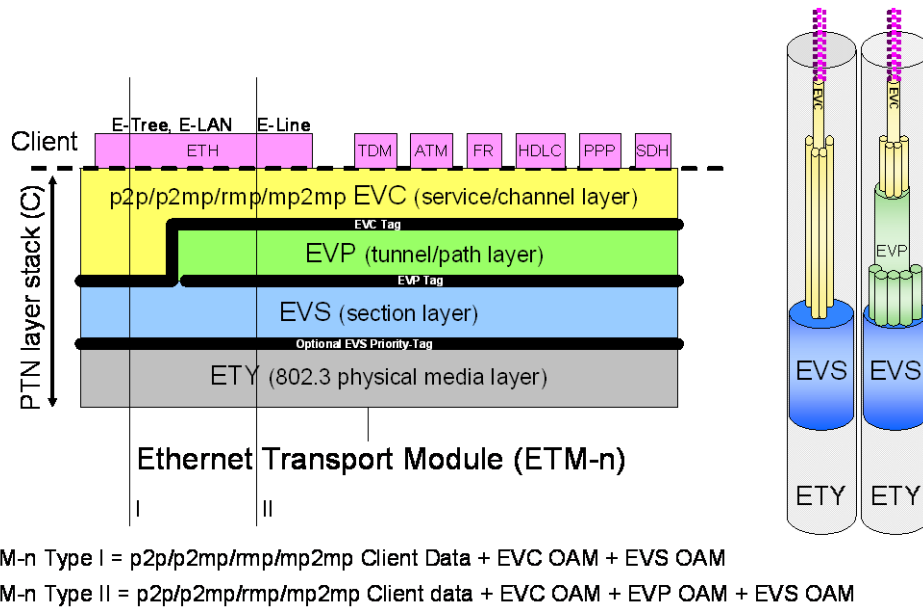 E-Tree, E-LAN E-Line
Client
ETH
TDM ATM FR HDLC PPP SDH
PTN layer stack (C)
p2p/p2mp/rmp/mp2mp EVC (service/channel layer)
EVC Tag
EVP (tunnel/path layer)
EVP Tag
EVS (section layer)
Optional EVS Priority-Tag
ETY (802.3 physical media layer)
Ethernet Transport Module (ETM-n)
I II
M-n Type I = p2p/p2mp/rmp/mp2mp Client Data + EVC OAM + EVS OAM
M-n Type II = p2p/p2mp/rmp/mp2mp Client data + EVC OAM + EVP OAM + EVS OAM
EVC EVC
EVP
EVS EVS
ETY ETY